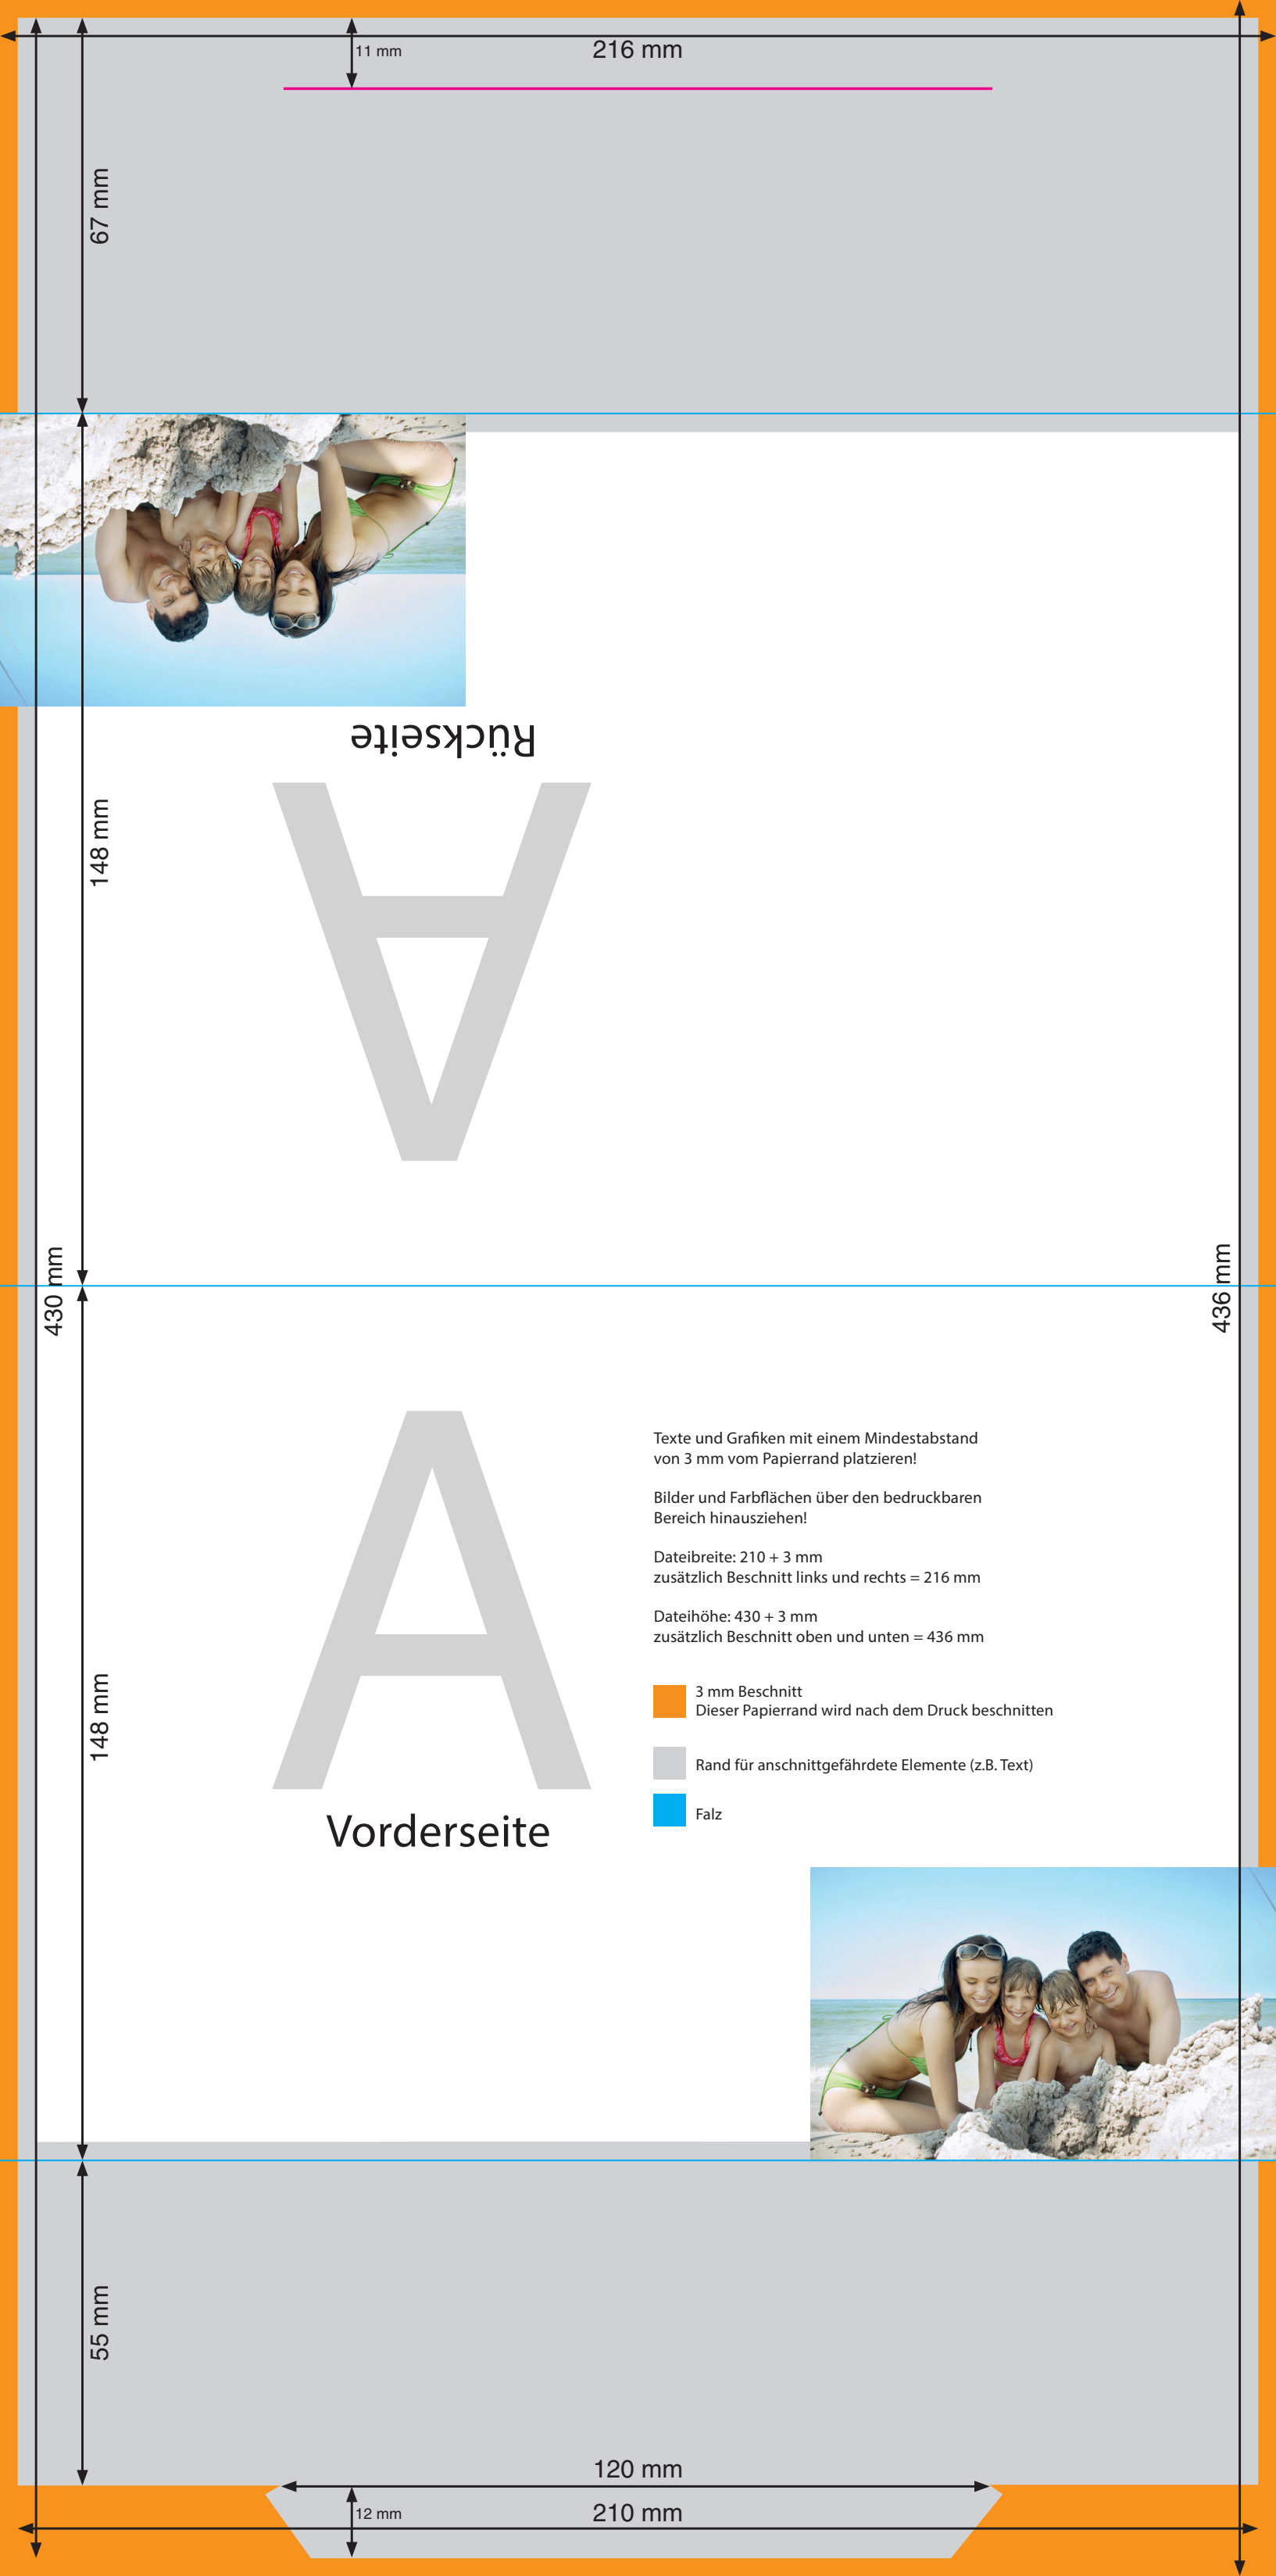 216 mm
11 mm
67 mm
Rückseite
148 mm
430 mm
436 mm
A
A
Texte und Grafiken mit einem Mindestabstand
von 3 mm vom Papierrand platzieren!
Bilder und Farbflächen über den bedruckbaren
Bereich hinausziehen!
Dateibreite: 210 + 3 mm
zusätzlich Beschnitt links und rechts = 216 mm
Dateihöhe: 430 + 3 mm
zusätzlich Beschnitt oben und unten = 436 mm
3 mm Beschnitt
Dieser Papierrand wird nach dem Druck beschnitten
Rand für anschnittgefährdete Elemente (z.B. Text)
Falz
148 mm
Vorderseite
55 mm
120 mm
12 mm
210 mm